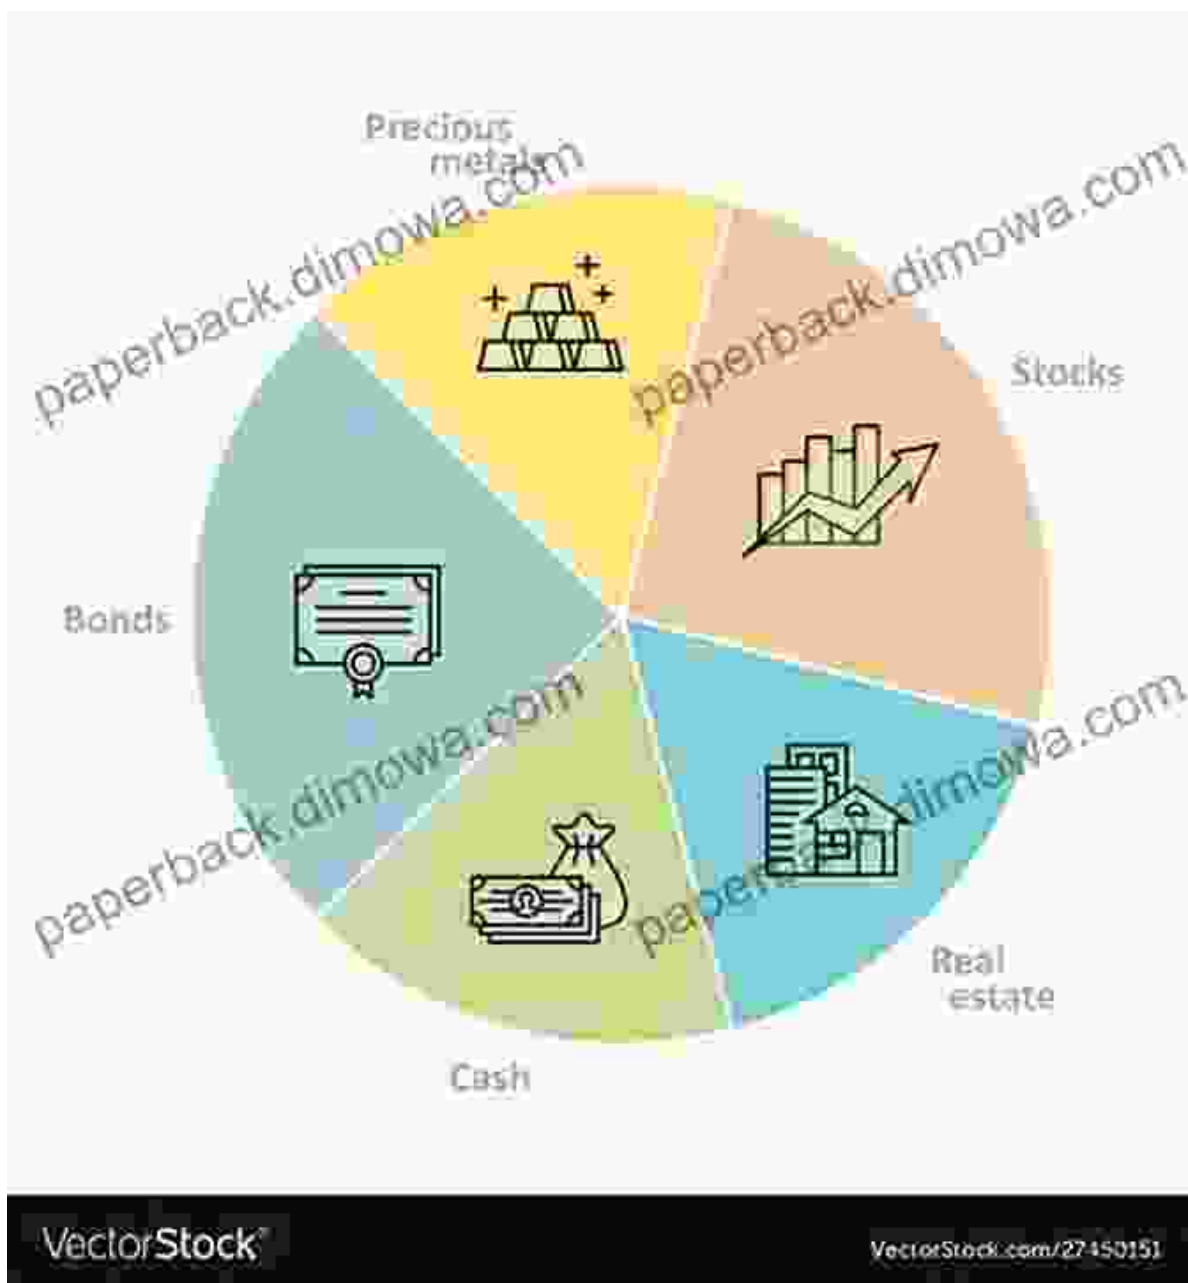 Precious
metals
paperback.dimowa.com
paperback.dimowa.com
Stocks
Bonds
paperback.dimowa.com
paperback.dimowa.com
Real
estate
Cash
VectorStock
VectorStock.com/27450151